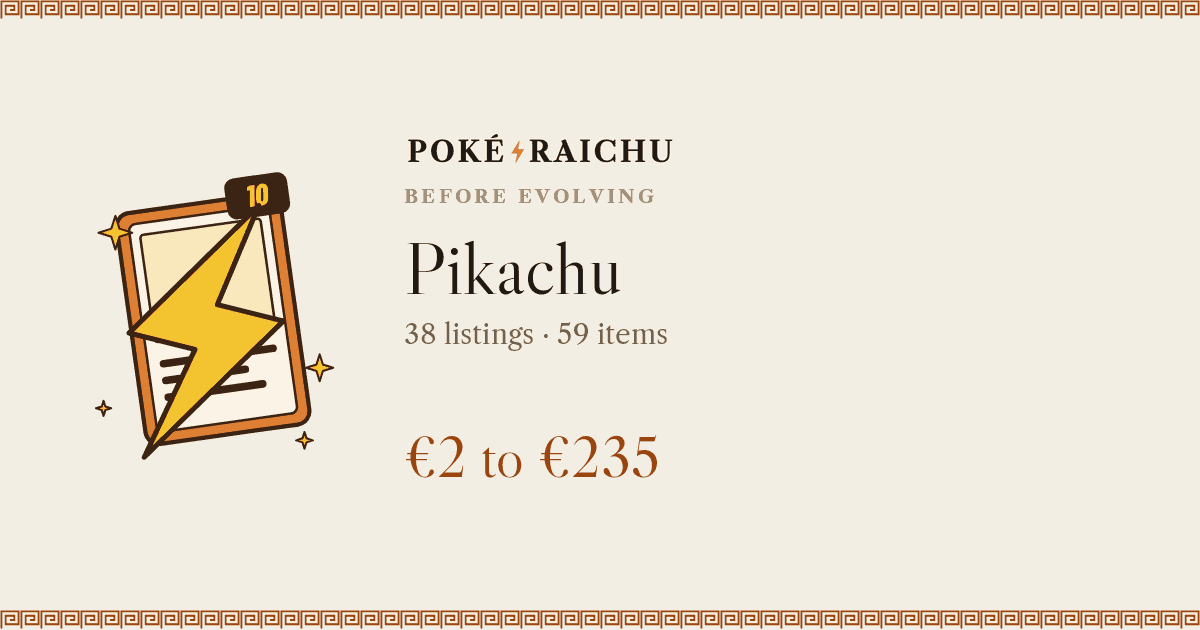 10
POKÉ⚡RAICHU
BEFORE EVOLVING
Pikachu
38 listings · 59 items
€2 to €235